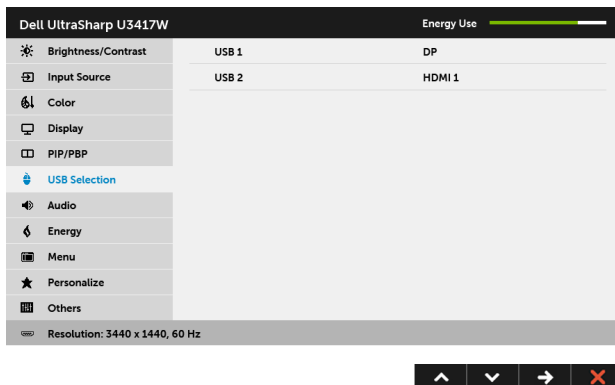 Dell UltraSharp U3417W Energy Use
Brightness/Contrast USB 1 DP
Input Source USB 2 HDMI 1
Color
Display
PIP/PBP
USB Selection
Audio
Energy
Menu
Personalize
Others
Resolution: 3440 x 1440, 60 Hz